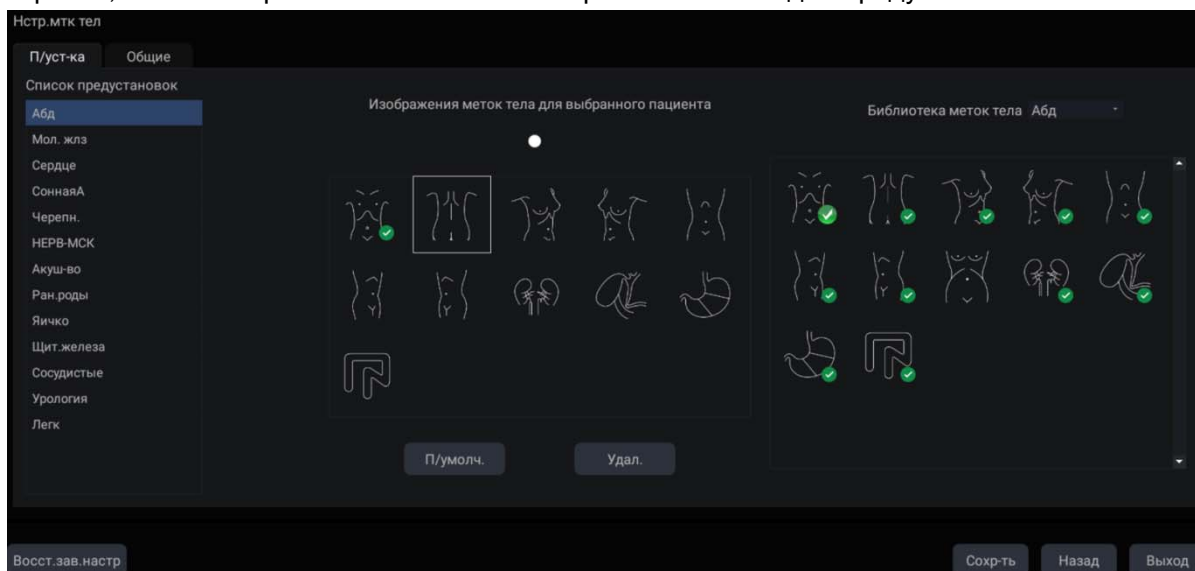 Нстр.мтк тел
П/уст-ка Общие
Список предустановок
Абд
Мол. жлз
Сердце
СоннаяА
Черепн.
НЕРВ-МСК
Акуш-во
Ран.роды
Яичко
Щит.железа
Сосудистые
Урология
Легк
Изображения меток тела для выбранного пациента
Библиотека меток тела Абд
П/умолч. Удал.
Восст.зав.настр Сохр-ть Назад Выход